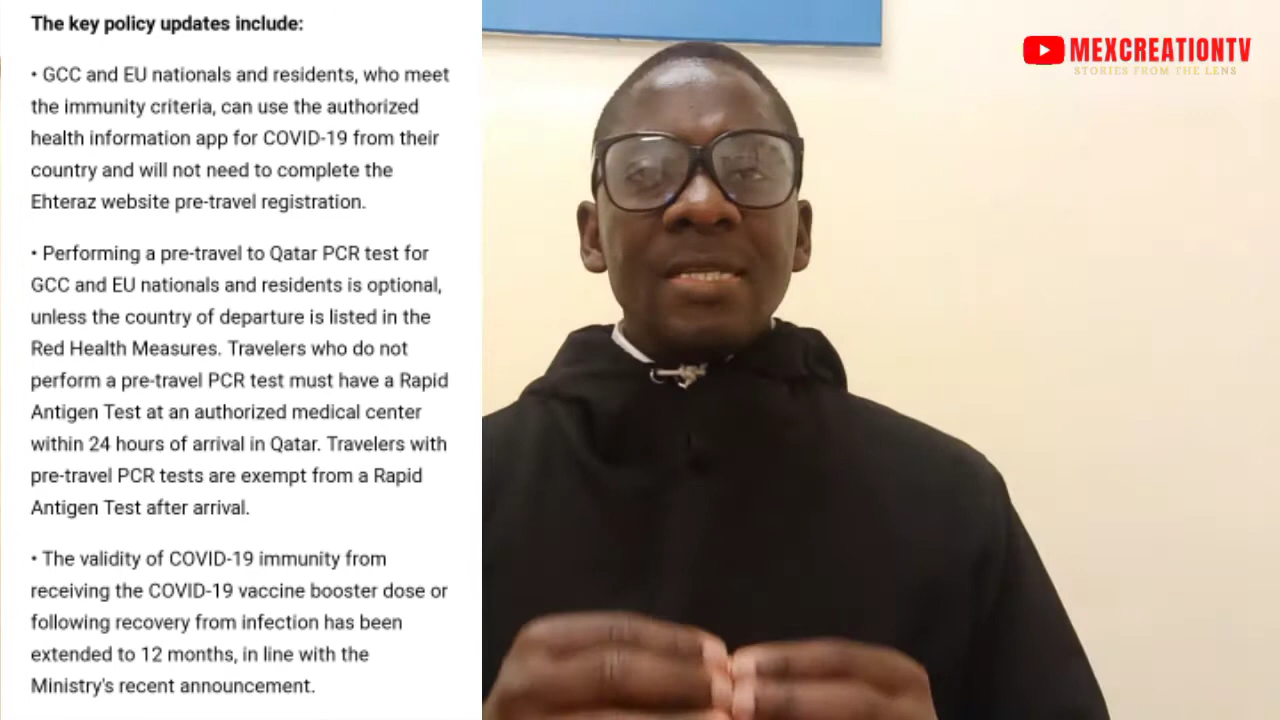 The key policy updates include:
• GCC and EU nationals and residents, who meet
the immunity criteria, can use the authorized
health information app for COVID-19 from their
country and will not need to complete the
Ehteraz website pre-travel registration.
• Performing a pre-travel to Qatar PCR test for
GCC and EU nationals and residents is optional,
unless the country of departure is listed in the
Red Health Measures. Travelers who do not
perform a pre-travel PCR test must have a Rapid
Antigen Test at an authorized medical center
within 24 hours of arrival in Qatar. Travelers with
pre-travel PCR tests are exempt from a Rapid
Antigen Test after arrival.
• The validity of COVID-19 immunity from
receiving the COVID-19 vaccine booster dose or
following recovery from infection has been
extended to 12 months, in line with the
Ministry's recent announcement.
MEXCREATIONTV
STORIES FROM THE LENS